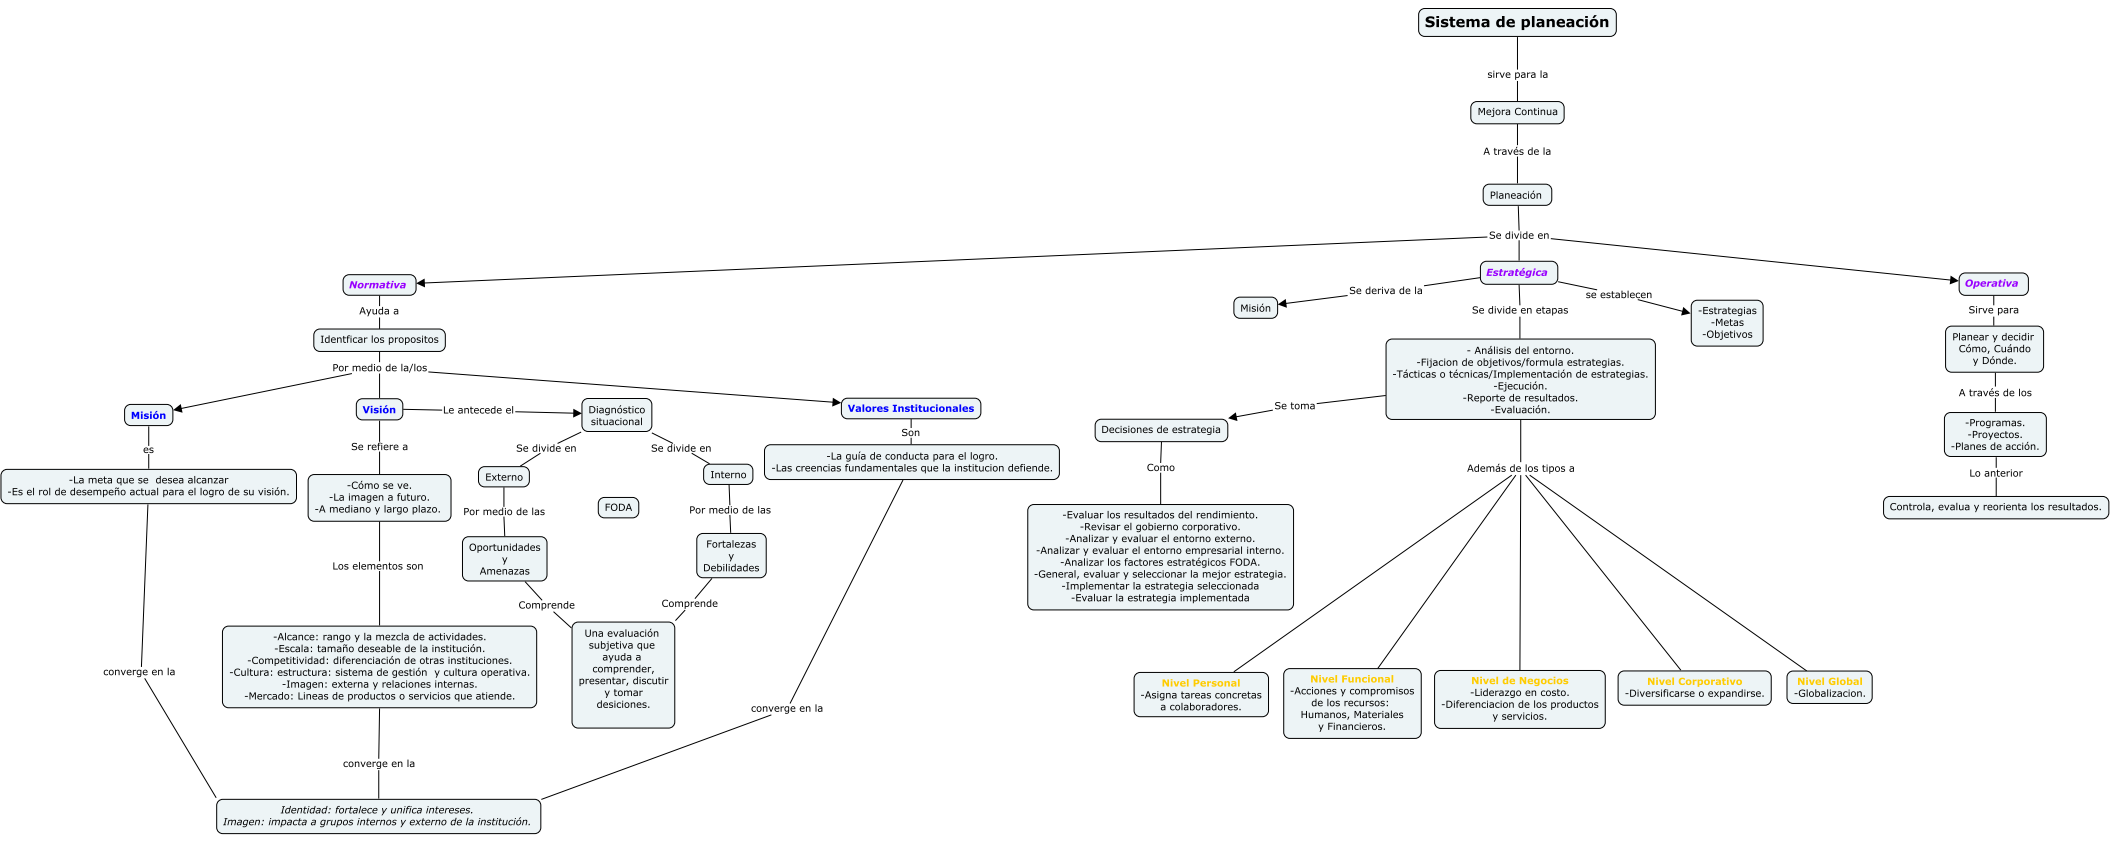 Sistema de planeación
sirve para la
Mejora Continua
A través de la
Planeación
Se divide en
Normativa
Ayuda a
Identficar los propositos
Por medio de la/los
Misión
es
-La meta que se  desea alcanzar
-Es el rol de desempeño actual para el logro de su visión.
converge en la
Visión
Se refiere a
-Cómo se ve.
-La imagen a futuro.
-A mediano y largo plazo.
Los elementos son
-Alcance: rango y la mezcla de actividades.
-Escala: tamaño deseable de la institución.
-Competitividad: diferenciación de otras instituciones.
-Cultura: estructura: sistema de gestión  y cultura operativa.
-Imagen: externa y relaciones internas.
-Mercado: Lineas de productos o servicios que atiende.
converge en la
Le antecede el
Diagnóstico
situacional
Se divide en
Externo
Por medio de las
Oportunidades
y
Amenazas
Comprende
FODA
Se divide en
Interno
Por medio de las
Fortalezas
y
Debilidades
Comprende
Una evaluación
subjetiva que
ayuda a
comprender,
presentar, discutir
y tomar
desiciones.
Valores Institucionales
Son
-La guía de conducta para el logro.
-Las creencias fundamentales que la institucion defiende.
converge en la
Identidad: fortalece y unifica intereses.
Imagen: impacta a grupos internos y externo de la institución.
Estratégica
Se deriva de la
Misión
Se divide en etapas
se establecen
-Estrategias
-Metas
-Objetivos
- Análisis del entorno.
-Fijacion de objetivos/formula estrategias.
-Tácticas o técnicas/Implementación de estrategias.
-Ejecución.
-Reporte de resultados.
-Evaluación.
Se toma
Decisiones de estrategia
Como
-Evaluar los resultados del rendimiento.
-Revisar el gobierno corporativo.
-Analizar y evaluar el entorno externo.
-Analizar y evaluar el entorno empresarial interno.
-Analizar los factores estratégicos FODA.
-General, evaluar y seleccionar la mejor estrategia.
-Implementar la estrategia seleccionada
-Evaluar la estrategia implementada
Además de los tipos a
Nivel Personal
-Asigna tareas concretas
a colaboradores.
Nivel Funcional
-Acciones y compromisos
de los recursos:
Humanos, Materiales
y Financieros.
Nivel de Negocios
-Liderazgo en costo.
-Diferenciacion de los productos
y servicios.
Nivel Corporativo
-Diversificarse o expandirse.
Nivel Global
-Globalizacion.
Operativa
Sirve para
Planear y decidir
Cómo, Cuándo
y Dónde.
A través de los
-Programas.
-Proyectos.
-Planes de acción.
Lo anterior
Controla, evalua y reorienta los resultados.